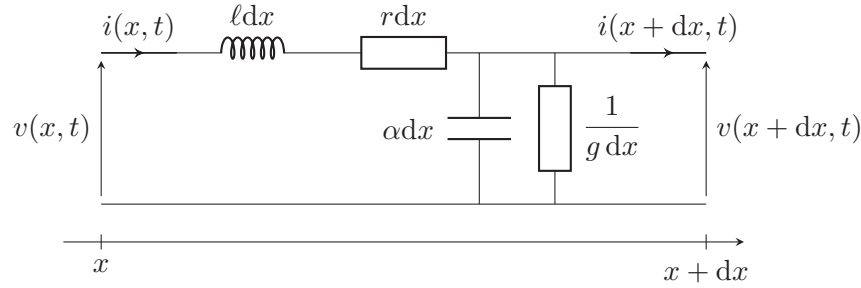 i(x, t) ℓdx rdx i(x + dx, t)
v(x, t) αdx 1/(g dx) v(x + dx, t)
x x + dx